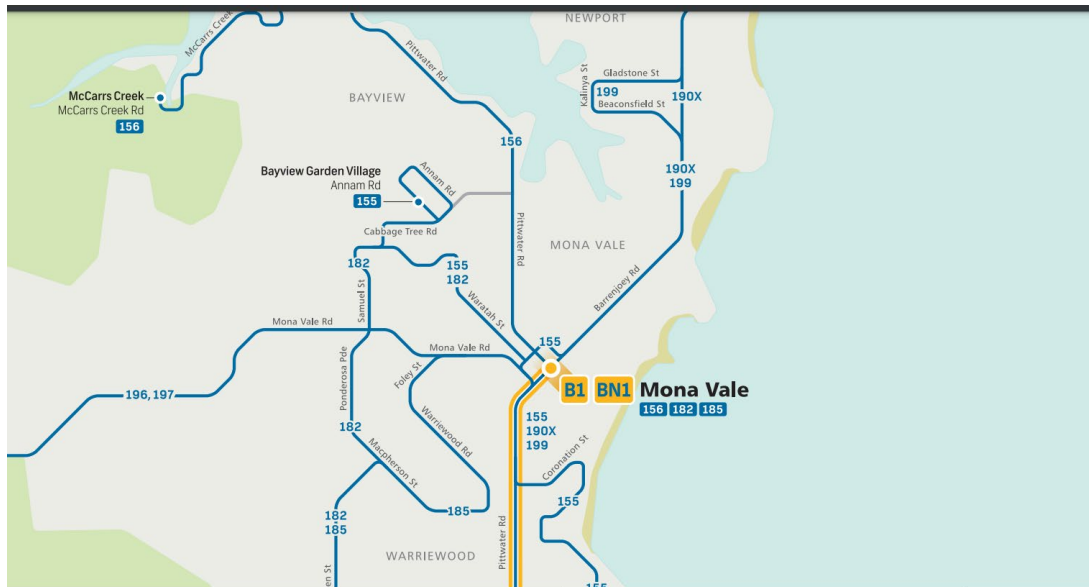 NEWPORT
McCarrs Creek
Pittwater Rd
Kalinya St
Gladstone St
199
Beaconsfield St
190X
McCarrs Creek
McCarrs Creek Rd
156
BAYVIEW
156
190X
199
Bayview Garden Village
Annam Rd
155
Annam Rd
Cabbage Tree Rd
Pittwater Rd
MONA VALE
182
155
182
Samuel St
Waratah St
Barrenjoey Rd
Mona Vale Rd
Mona Vale Rd
155
B1 BN1 Mona Vale
156 182 185
196, 197
Ponderosa Pde
Foley St
Warriewood Rd
155
190X
199
182
Macpherson St
Coronation St
185
155
182
185
Pittwater Rd
WARRIEWOOD
en St
155